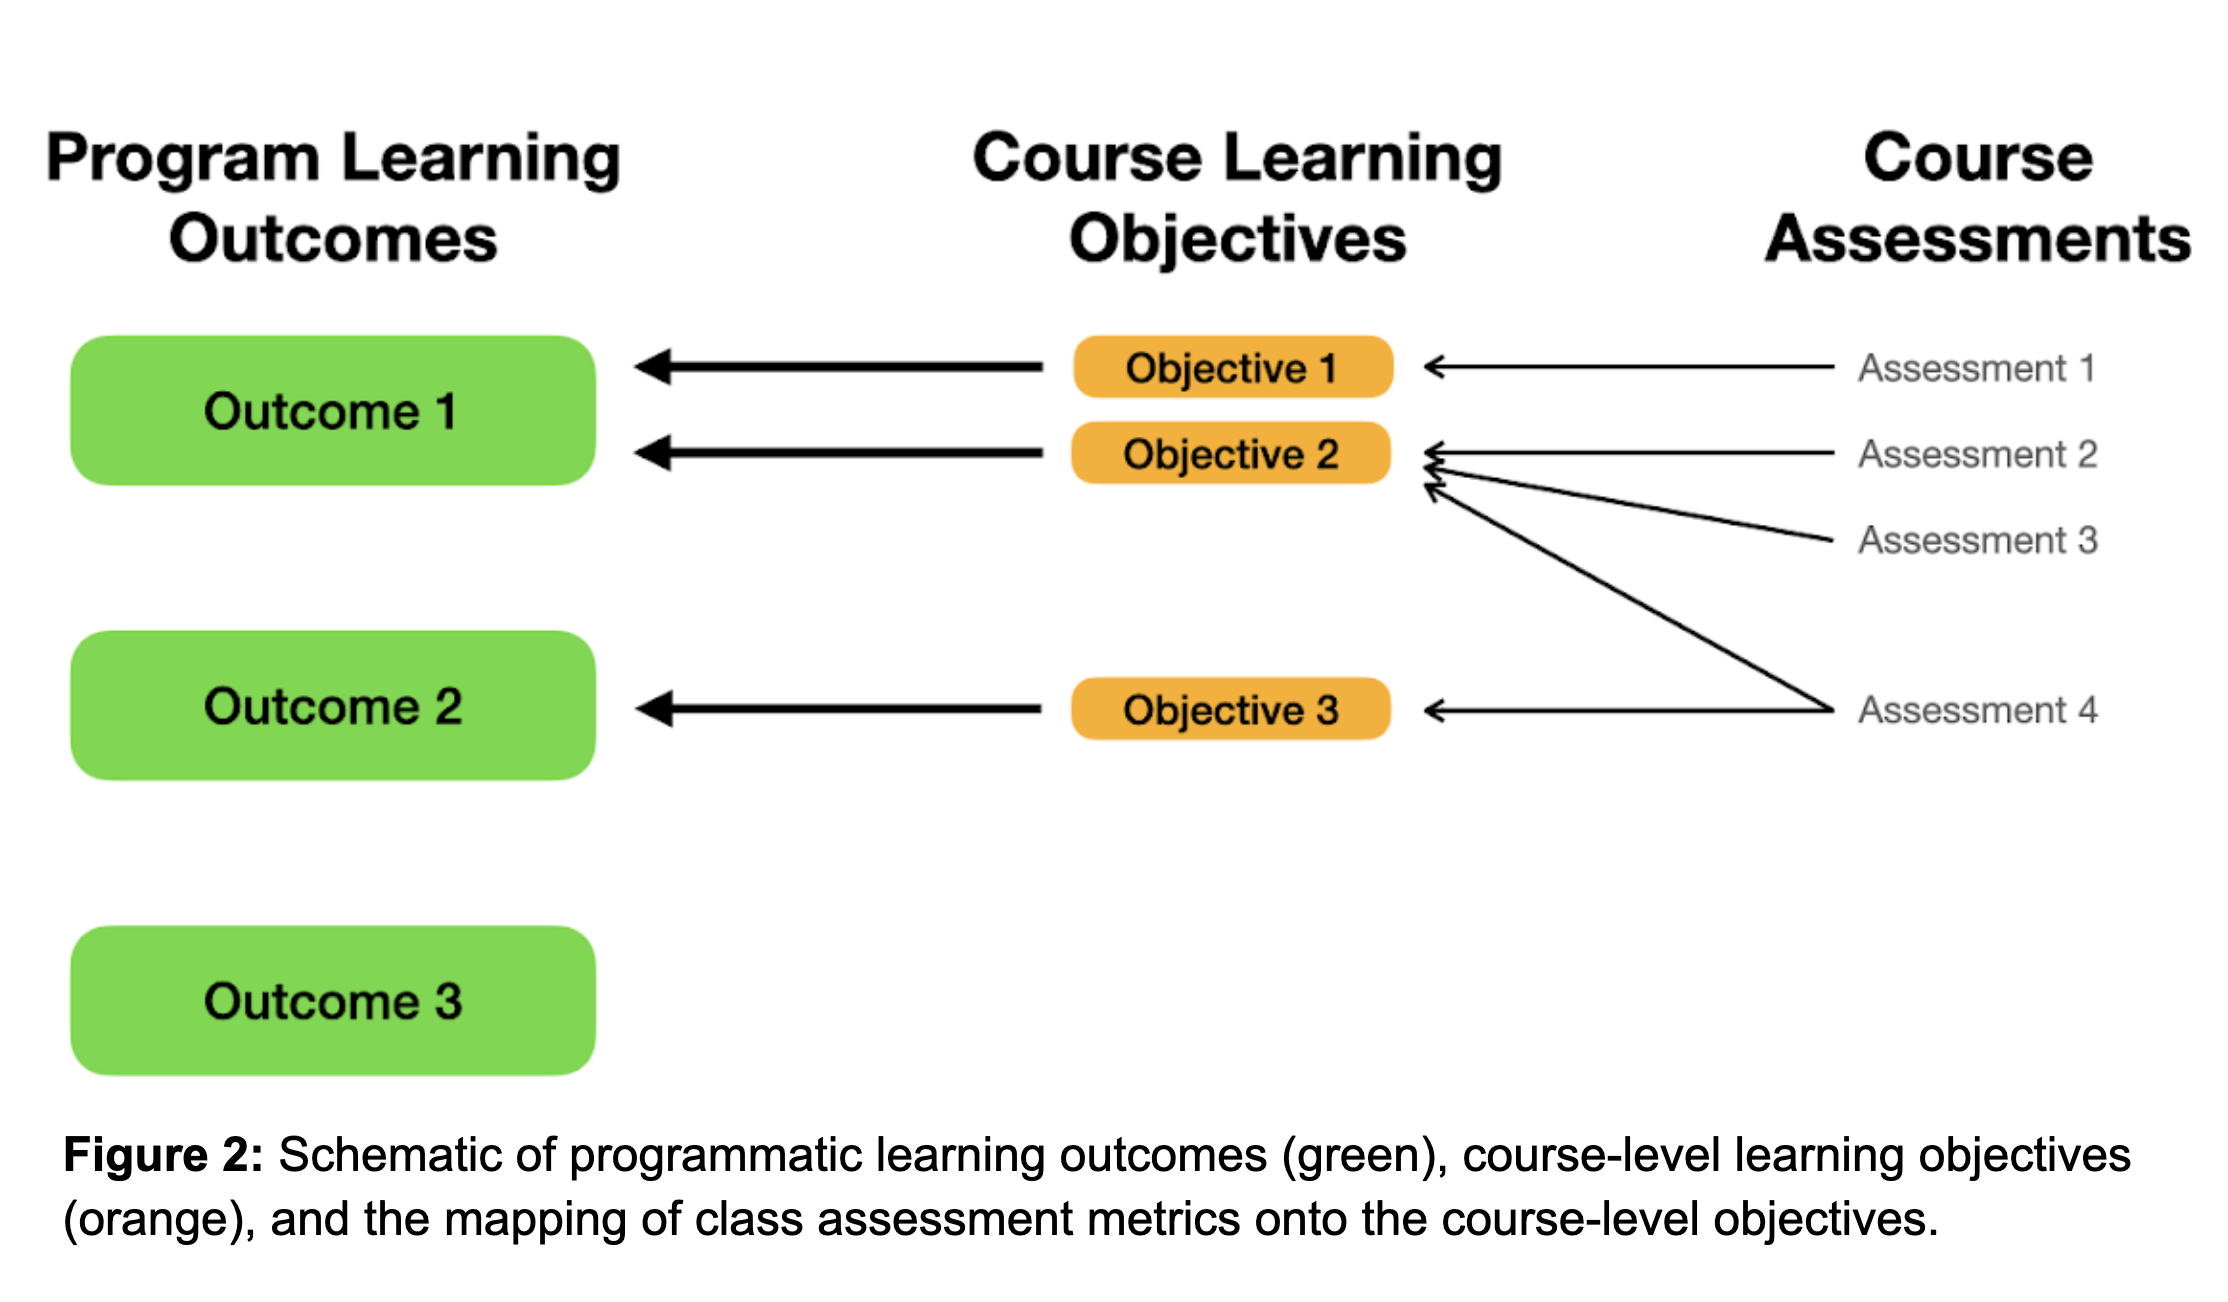 Program Learning
Outcomes
Course Learning
Objectives
Course
Assessments
Outcome 1
Objective 1
Assessment 1
Objective 2
Assessment 2
Assessment 3
Outcome 2
Objective 3
Assessment 4
Outcome 3
Figure 2: Schematic of programmatic learning outcomes (green), course-level learning objectives
(orange), and the mapping of class assessment metrics onto the course-level objectives.